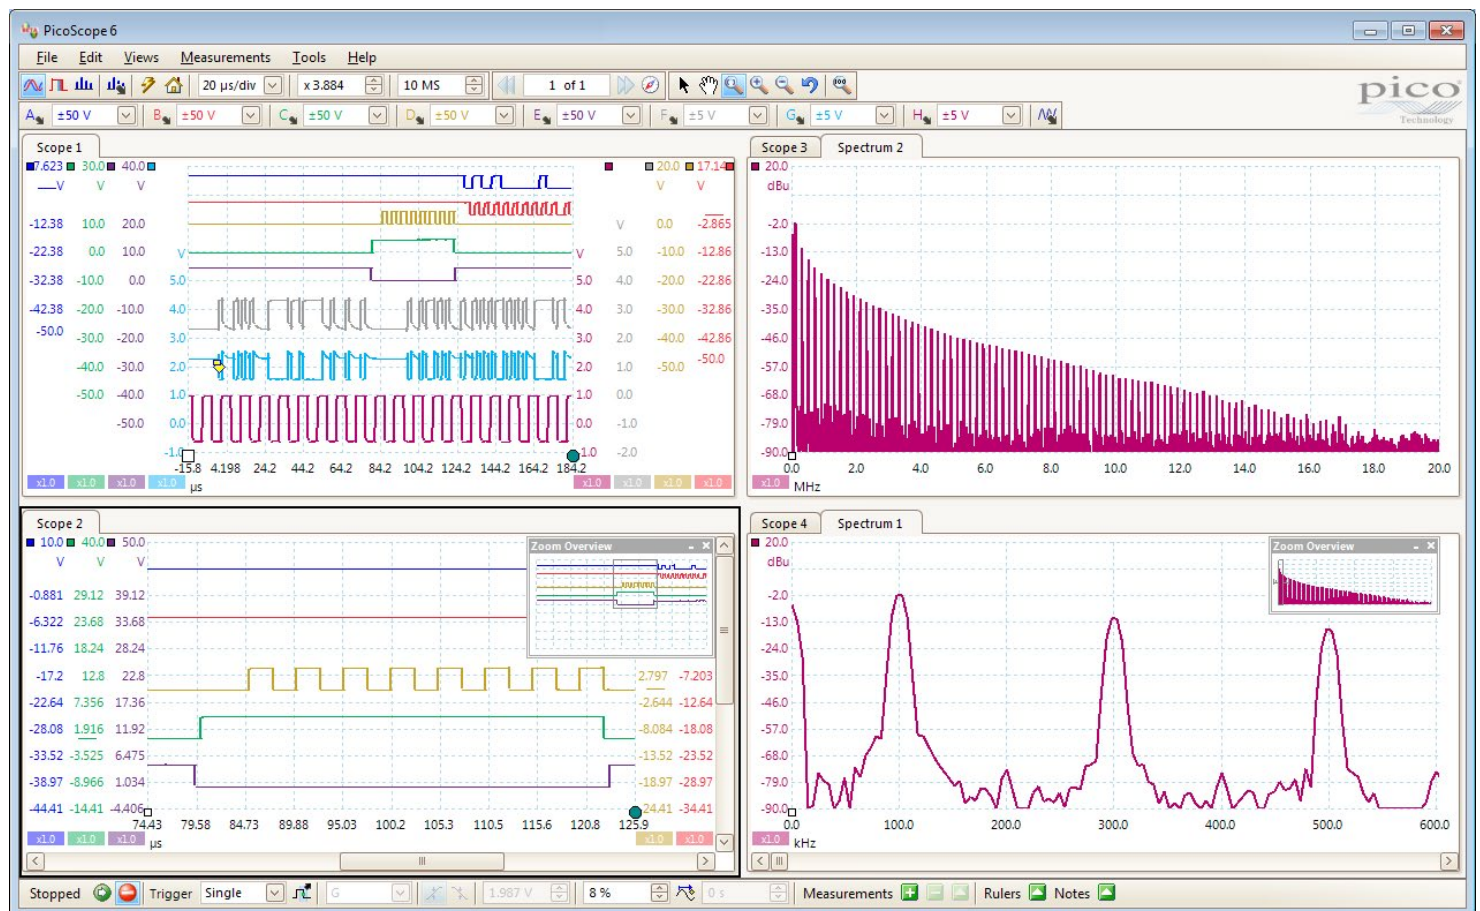 PicoScope 6
File Edit Views Measurements Tools Help
20 µs/div x 3.884 10 MS 1 of 1
pico
Technology
A ±50 V B ±50 V C ±50 V D ±50 V E ±50 V F ±5 V G ±5 V H ±5 V
Scope 1
7.623 30.0 40.0 20.0 17.14
V V V V V
-12.38 10.0 20.0 V 0.0 -2.865
-22.38 0.0 10.0 V V 5.0 -10.0 -12.86
-32.38 -10.0 0.0 5.0 5.0 4.0 -20.0 -22.86
-42.38 -20.0 -10.0 4.0 4.0 3.0 -30.0 -32.86
-50.0 -30.0 -20.0 3.0 3.0 2.0 -40.0 -42.86
-40.0 -30.0 2.0 2.0 1.0 -50.0 -50.0
-50.0 -40.0 1.0 1.0 0.0
-50.0 0.0 0.0 -1.0
-1.0 1.0 -2.0
-15.8 4.198 24.2 44.2 64.2 84.2 104.2 124.2 144.2 164.2 184.2
x1.0 x1.0 x1.0 x1.0 µs x1.0 x1.0 x1.0 x1.0
Scope 3 Spectrum 2
20.0
dBu
-2.0
-13.0
-24.0
-35.0
-46.0
-57.0
-68.0
-79.0
-90.0
0.0 2.0 4.0 6.0 8.0 10.0 12.0 14.0 16.0 18.0 20.0
x1.0 MHz
Scope 2
10.0 40.0 50.0 Zoom Overview
V V V
-0.881 29.12 39.12
-6.322 23.68 33.68
-11.76 18.24 28.24
-17.2 12.8 22.8 2.797 -7.203
-22.64 7.356 17.36 -2.644 -12.64
-28.08 1.916 11.92 -8.084 -18.08
-33.52 -3.525 6.475 -13.52 -23.52
-38.97 -8.966 1.034 -18.97 -28.97
-44.41 -14.41 -4.406 -24.41 -34.41
74.43 79.58 84.73 89.88 95.03 100.2 105.3 110.5 115.6 120.8 125.9
x1.0 x1.0 x1.0 µs x1.0 x1.0
Scope 4 Spectrum 1
20.0 Zoom Overview
dBu
-2.0
-13.0
-24.0
-35.0
-46.0
-57.0
-68.0
-79.0
-90.0
0.0 100.0 200.0 300.0 400.0 500.0 600.0
x1.0 kHz
Stopped Trigger Single G 1.987 V 8 % 0 s Measurements Rulers Notes